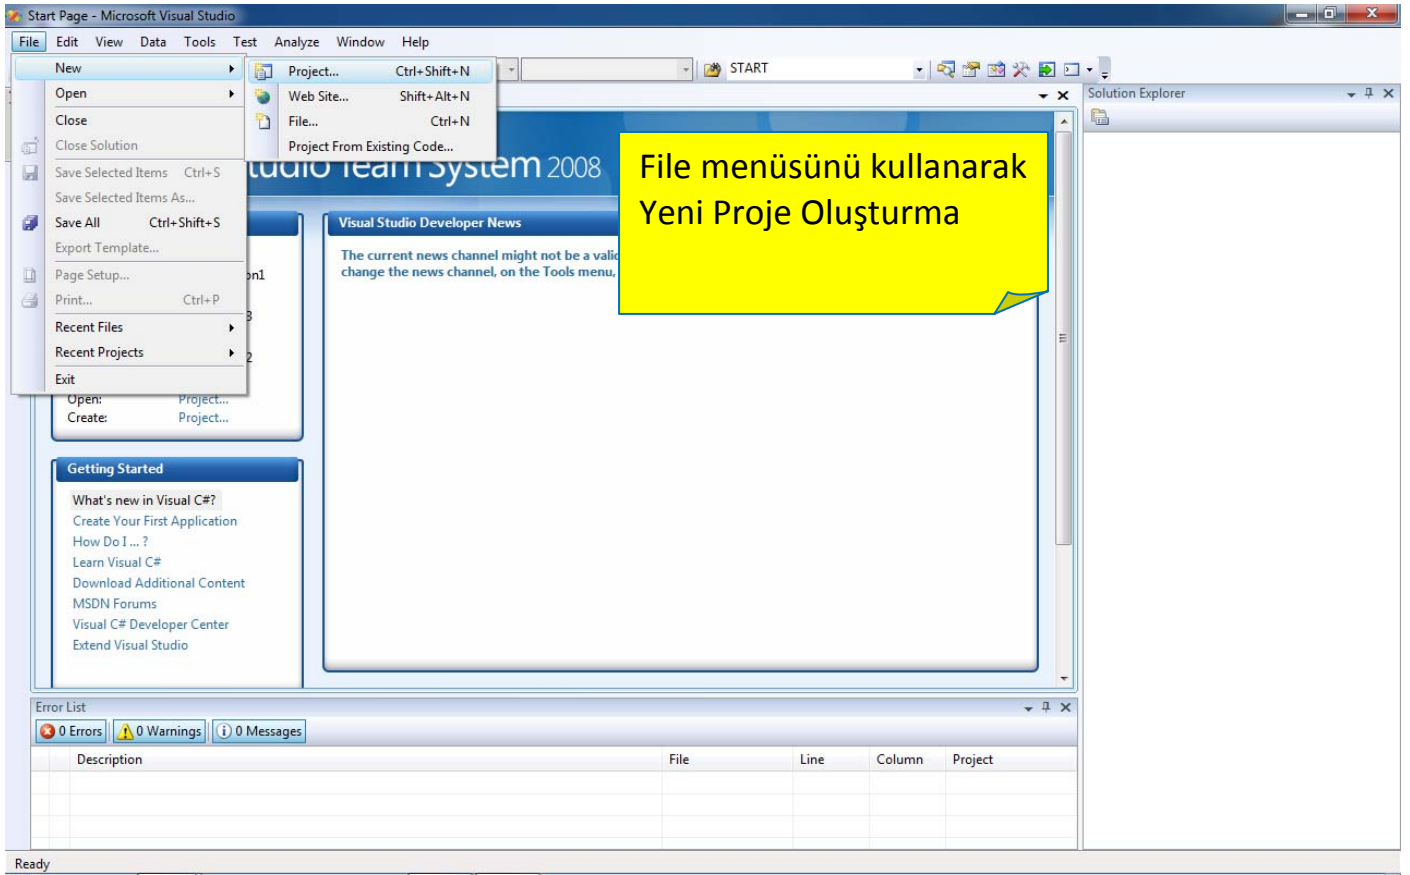 Start Page - Microsoft Visual Studio
File Edit View Data Tools Test Analyze Window Help
New
Open
Close
Close Solution
Save Selected Items Ctrl+S
Save Selected Items As...
Save All Ctrl+Shift+S
Export Template...
Page Setup...
Print... Ctrl+P
Recent Files
Recent Projects
Exit
Project... Ctrl+Shift+N
Web Site... Shift+Alt+N
File... Ctrl+N
Project From Existing Code...
START
Team System 2008
File menüsünü kullanarak
Yeni Proje Oluşturma
Visual Studio Developer News
The current news channel might not be a
change the news channel, on the Tools menu,
Open: Project...
Create: Project...
Getting Started
What's new in Visual C#?
Create Your First Application
How Do I ... ?
Learn Visual C#
Download Additional Content
MSDN Forums
Visual C# Developer Center
Extend Visual Studio
Solution Explorer
Error List
0 Errors 0 Warnings 0 Messages
Description File Line Column Project
Ready